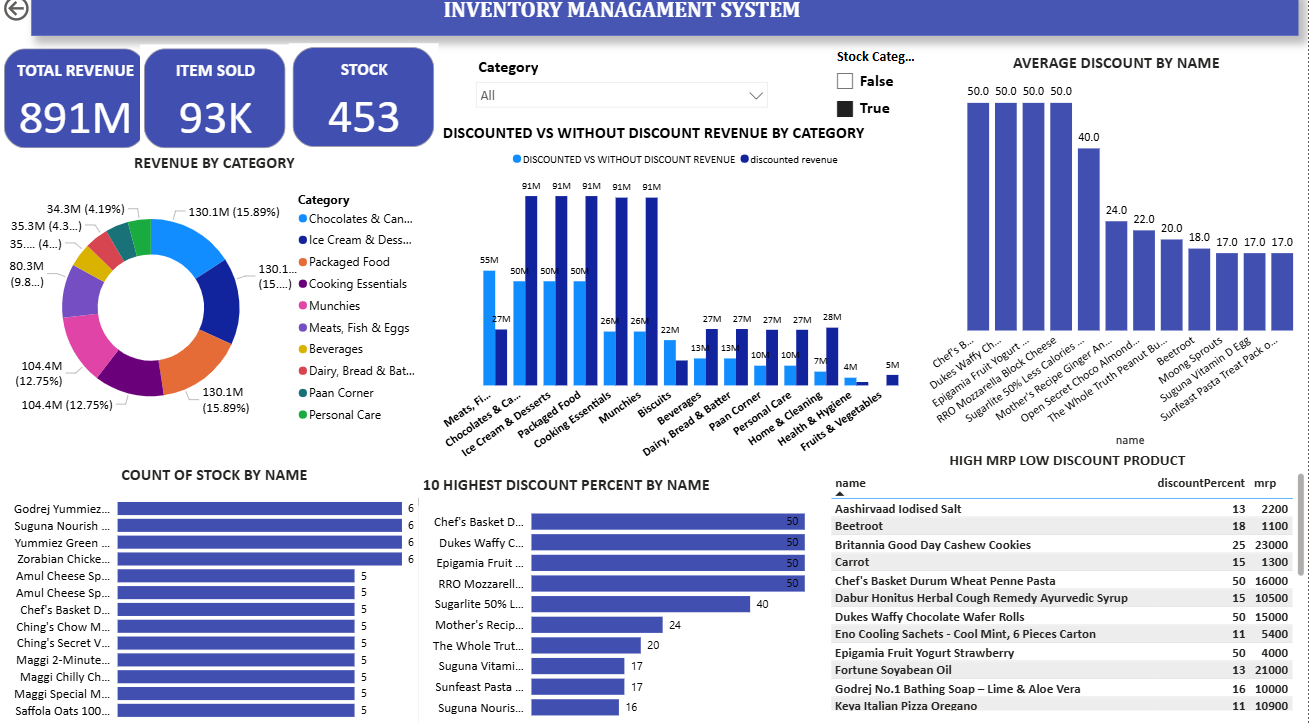 INVENTORY MANAGAMENT SYSTEM
TOTAL REVENUE
891M
ITEM SOLD
93K
STOCK
453
Category
All
Stock Categ...
False
True
REVENUE BY CATEGORY
34.3M (4.19%)
35.3M (4.3...)
35.... (4...)
80.3M
(9.8...)
104.4M
(12.75%)
104.4M (12.75%)
130.1M
(15.89%)
130.1...
(15....)
130.1M (15.89%)
Category
Chocolates & Can...
Ice Cream & Dess...
Packaged Food
Cooking Essentials
Munchies
Meats, Fish & Eggs
Beverages
Dairy, Bread & Bat...
Paan Corner
Personal Care
DISCOUNTED VS WITHOUT DISCOUNT REVENUE BY CATEGORY
DISCOUNTED VS WITHOUT DISCOUNT REVENUE
discounted revenue
55M
27M
50M
91M
50M
91M
50M
91M
26M
91M
26M
91M
22M
13M
27M
13M
27M
10M
27M
10M
27M
7M
28M
4M
5M
Meats, Fi...
Chocolates & Ca...
Ice Cream & Desserts
Packaged Food
Cooking Essentials
Munchies
Biscuits
Beverages
Dairy, Bread & Batter
Paan Corner
Personal Care
Home & Cleaning
Health & Hygiene
Fruits & Vegetables
AVERAGE DISCOUNT BY NAME
50.0
50.0
50.0
50.0
40.0
24.0
22.0
20.0
18.0
17.0
17.0
17.0
Chef's B...
Dukes Waffy Ch...
Epigamia Fruit Yogurt ...
RRO Mozzarella Block Cheese
Sugarlite 50% Less Calories ...
Mother's Recipe Ginger An...
Open Secret Choco Almond...
The Whole Truth Peanut Bu...
Beetroot
Moong Sprouts
Suguna Vitamin D Egg
Sunfeast Pasta Treat Pack o...
name
COUNT OF STOCK BY NAME
Godrej Yummiez... 6
Suguna Nourish ... 6
Yummiez Green ... 6
Zorabian Chicke... 6
Amul Cheese Sp... 5
Amul Cheese Sp... 5
Chef's Basket D... 5
Ching's Chow M... 5
Ching's Secret V... 5
Maggi 2-Minute... 5
Maggi Chilly Ch... 5
Maggi Special M... 5
Saffola Oats 100... 5
10 HIGHEST DISCOUNT PERCENT BY NAME
Chef's Basket D... 50
Dukes Waffy C... 50
Epigamia Fruit ... 50
RRO Mozzarell... 50
Sugarlite 50% L... 40
Mother's Recip... 24
The Whole Trut... 20
Suguna Vitami... 17
Sunfeast Pasta ... 17
Suguna Nouris... 16
HIGH MRP LOW DISCOUNT PRODUCT
name discountPercent mrp
Aashirvaad Iodised Salt 13 2200
Beetroot 18 1100
Britannia Good Day Cashew Cookies 25 23000
Carrot 15 1300
Chef's Basket Durum Wheat Penne Pasta 50 16000
Dabur Honitus Herbal Cough Remedy Ayurvedic Syrup 15 10500
Dukes Waffy Chocolate Wafer Rolls 50 15000
Eno Cooling Sachets - Cool Mint, 6 Pieces Carton 11 5400
Epigamia Fruit Yogurt Strawberry 50 4000
Fortune Soyabean Oil 13 21000
Godrej No.1 Bathing Soap – Lime & Aloe Vera 16 10000
Keya Italian Pizza Oregano 11 10900